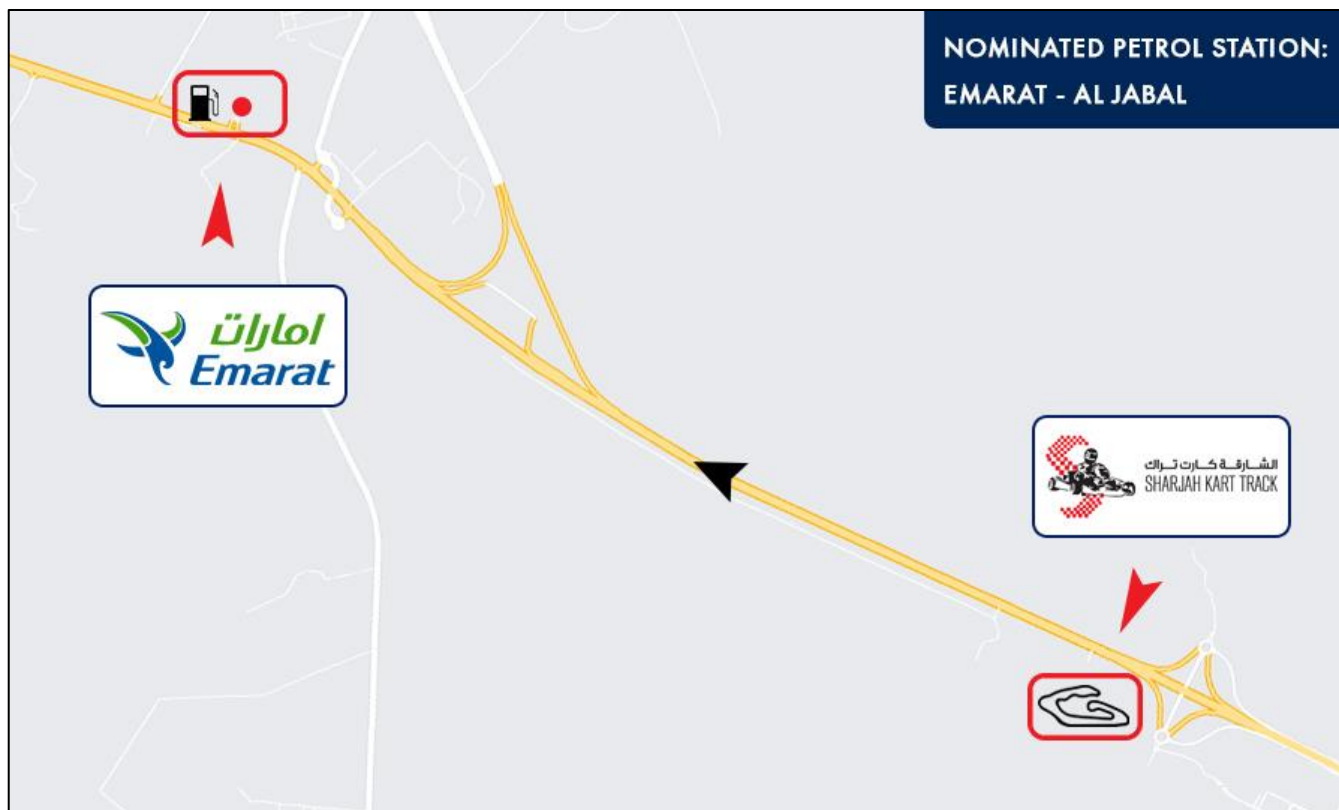 NOMINATED PETROL STATION:
EMARAT - AL JABAL
امارات
Emarat
الشارقة كارت تراك
SHARJAH KART TRACK